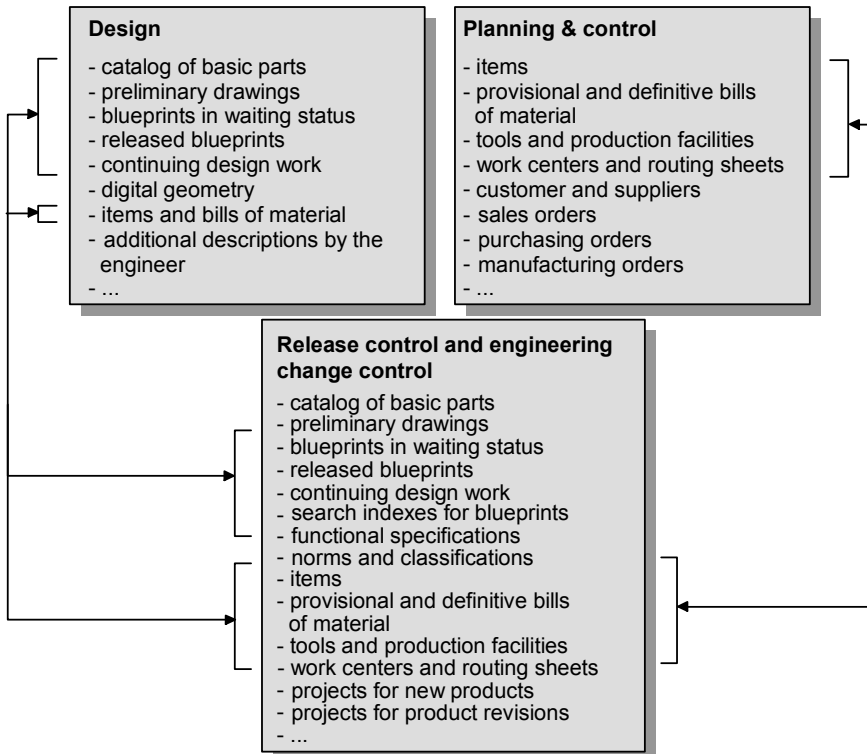 Design
- catalog of basic parts
- preliminary drawings
- blueprints in waiting status
- released blueprints
- continuing design work
- digital geometry
- items and bills of material
- additional descriptions by the
engineer
- ...
Planning & control
- items
- provisional and definitive bills
of material
- tools and production facilities
- work centers and routing sheets
- customer and suppliers
- sales orders
- purchasing orders
- manufacturing orders
- ...
Release control and engineering
change control
- catalog of basic parts
- preliminary drawings
- blueprints in waiting status
- released blueprints
- continuing design work
- search indexes for blueprints
- functional specifications
- norms and classifications
- items
- provisional and definitive bills
of material
- tools and production facilities
- work centers and routing sheets
- projects for new products
- projects for product revisions
- ...